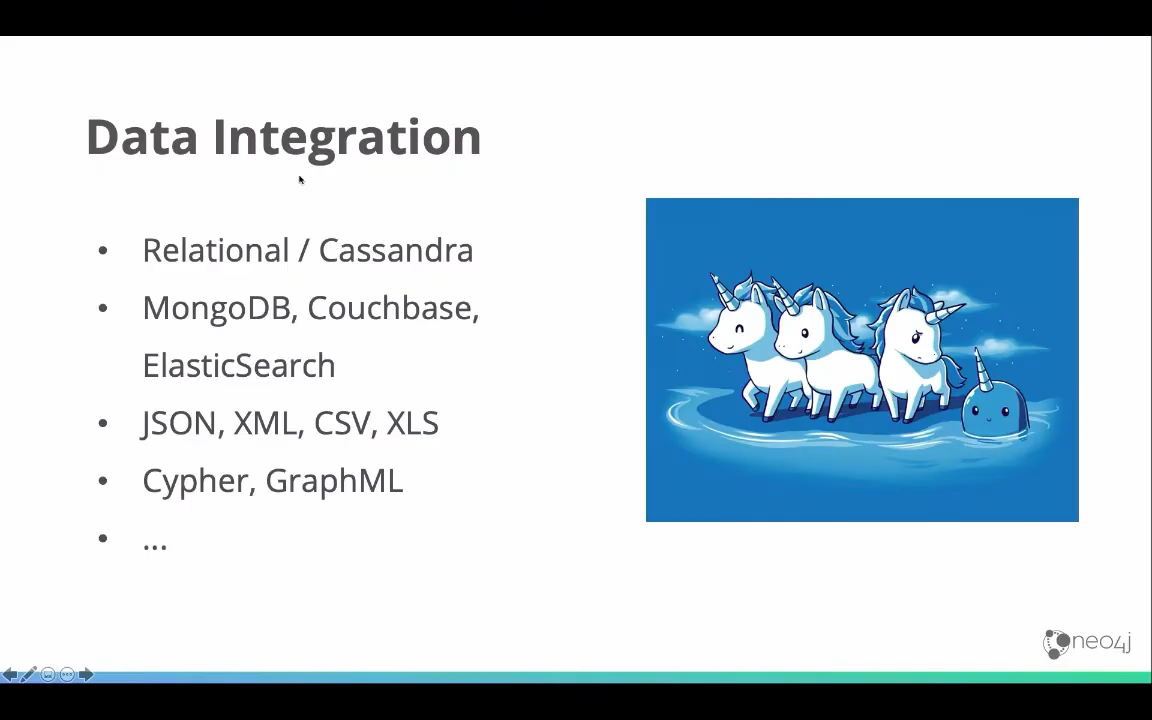 Data Integration
• Relational / Cassandra
• MongoDB, Couchbase,
ElasticSearch
• JSON, XML, CSV, XLS
• Cypher, GraphML
• ...
neo4j